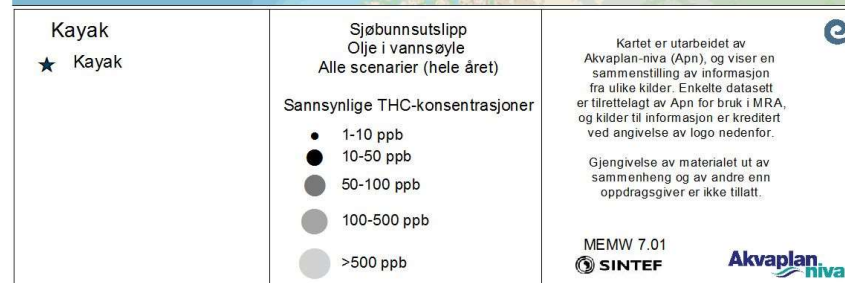 Kayak
Kayak
Sjøbunnsutslipp
Olje i vannsøyle
Alle scenarier (hele året)
Sannsynlige THC-konsentrasjoner
1-10 ppb
10-50 ppb
50-100 ppb
100-500 ppb
>500 ppb
Kartet er utarbeidet av
Akvaplan-niva (Apn), og viser en
sammenstilling av informasjon
fra ulike kilder. Enkelte datasett
er tilrettelagt av Apn for bruk i MRA,
og kilder til informasjon er kreditert
ved angivelse av logo nedenfor.
Gjengivelse av materialet ut av
sammenheng og av andre enn
oppdragsgiver er ikke tillatt.
MEMW 7.01
SINTEF
Akvaplan
niva